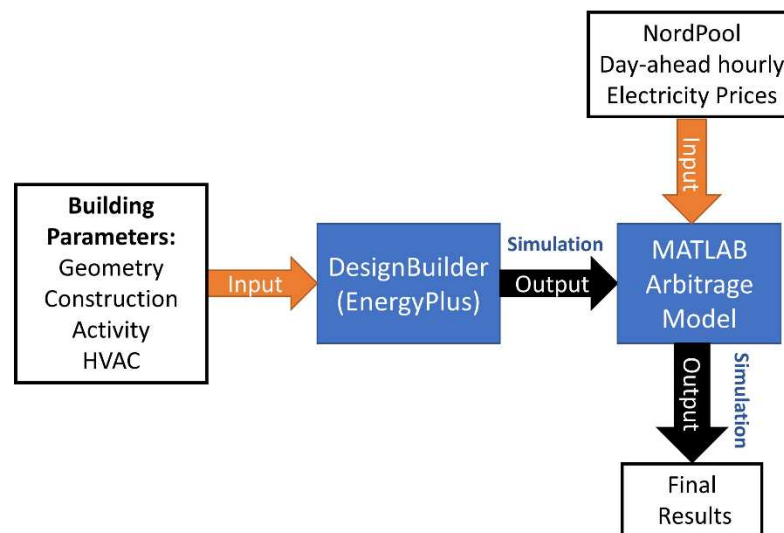 NordPool
Day-ahead hourly
Electricity Prices
Input
Building
Parameters:
Geometry
Construction
Activity
HVAC
Input
DesignBuilder
(EnergyPlus)
Simulation
Output
MATLAB
Arbitrage
Model
Output
Simulation
Final
Results